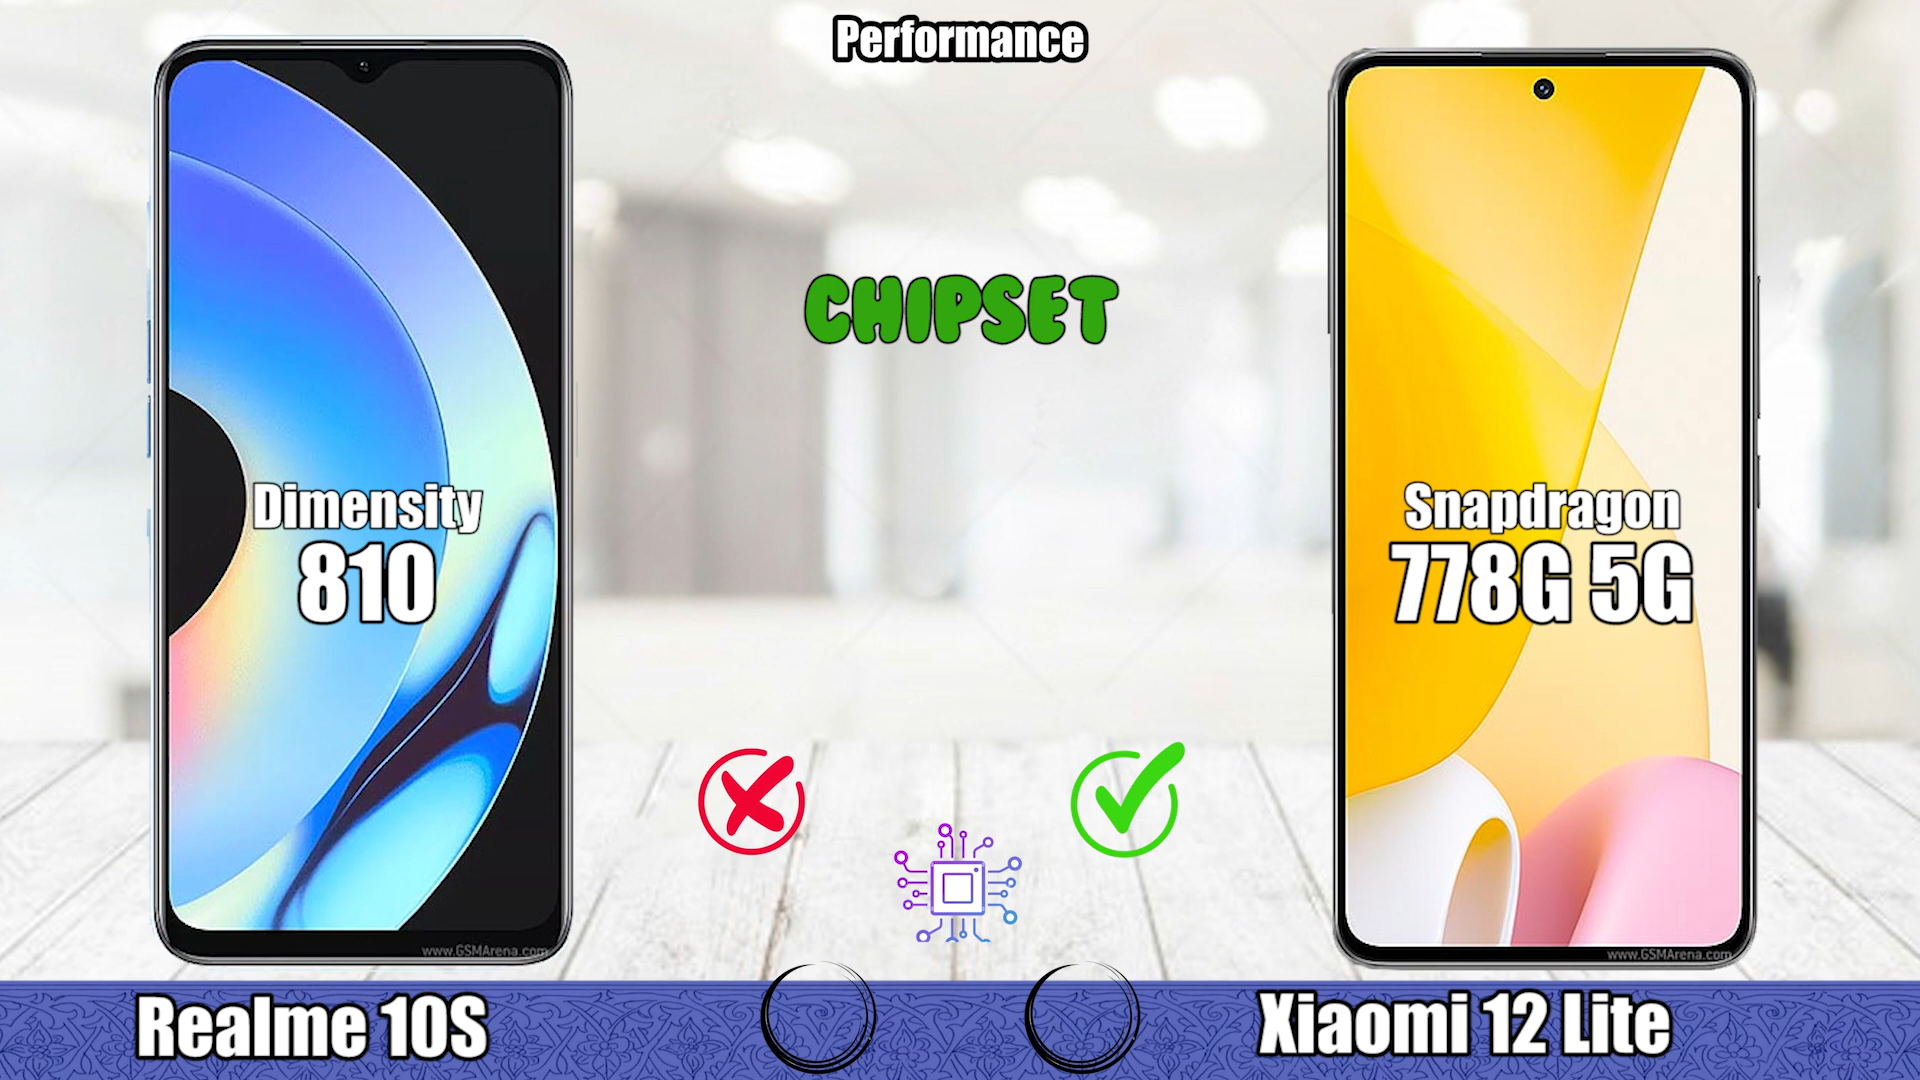 Performance
CHIPSET
Dimensity
810
Snapdragon
778G 5G
www.GSMArena.com
www.GSMArena.com
Realme 10S
Xiaomi 12 Lite